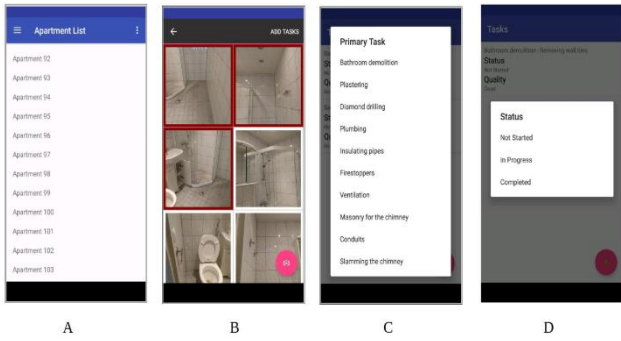 Apartment List
Apartment 92
Apartment 93
Apartment 94
Apartment 95
Apartment 96
Apartment 97
Apartment 98
Apartment 99
Apartment 100
Apartment 101
Apartment 102
Apartment 103
A
ADD TASKS
B
Primary Task
Bathroom demolition
Plastering
Diamond drilling
Plumbing
Insulating pipes
Firestoppers
Ventilation
Masonry for the chimney
Conduits
Slamming the chimney
C
Tasks
Bathroom demolition - Removing wall tiles
Status
Not Started
Quality
Good
Status
Not Started
In Progress
Completed
D